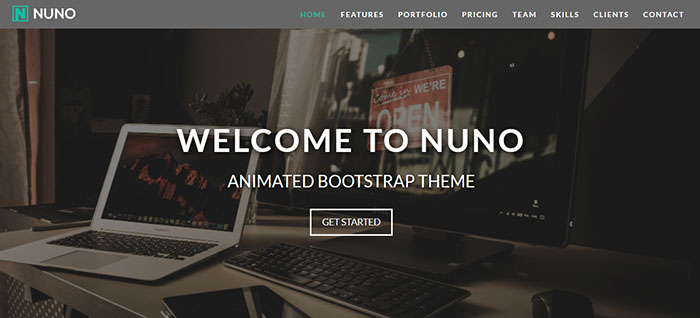 NUNO
HOME FEATURES PORTFOLIO PRICING TEAM SKILLS CLIENTS CONTACT
Come in WE'RE
OPEN
WELCOME TO NUNO
ANIMATED BOOTSTRAP THEME
GET STARTED